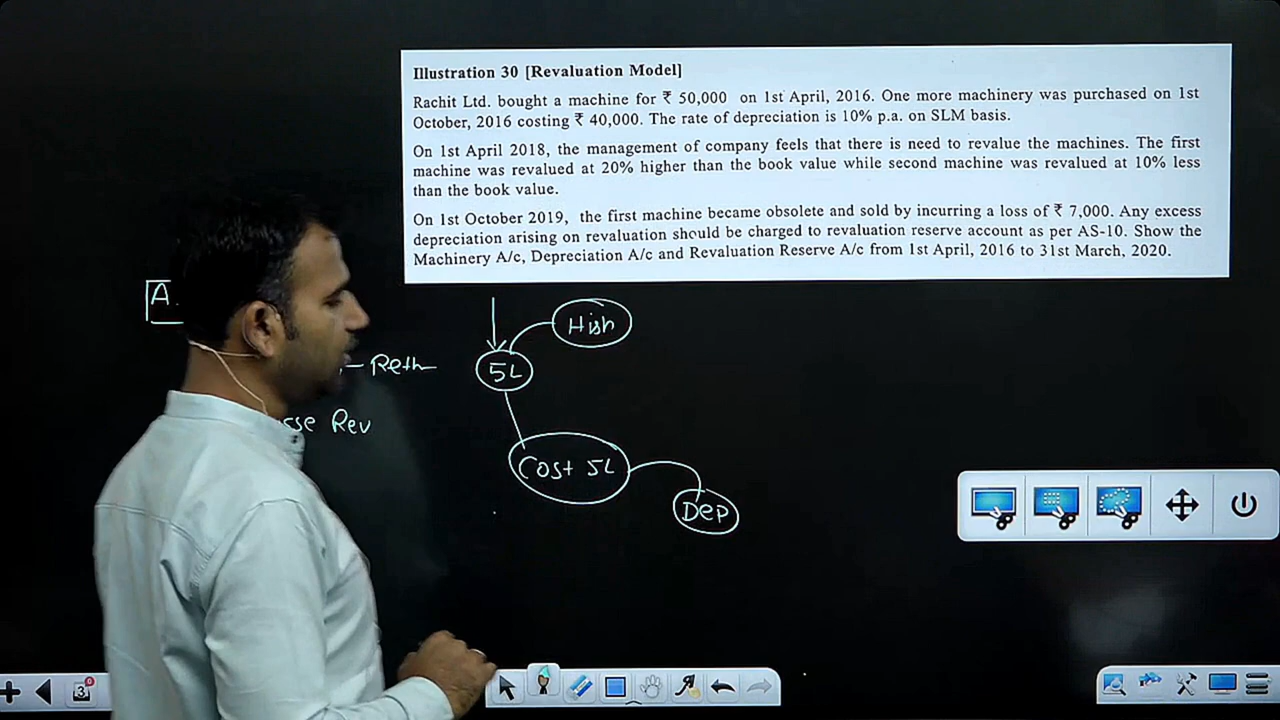 Illustration 30 [Revaluation Model]
Rachit Ltd. bought a machine for ₹ 50,000 on 1st April, 2016. One more machinery was purchased on 1st
October, 2016 costing ₹ 40,000. The rate of depreciation is 10% p.a. on SLM basis.
On 1st April 2018, the management of company feels that there is need to revalue the machines. The first
machine was revalued at 20% higher than the book value while second machine was revalued at 10% less
than the book value.
On 1st October 2019, the first machine became obsolete and sold by incurring a loss of ₹ 7,000. Any excess
depreciation arising on revaluation should be charged to revaluation reserve account as per AS-10. Show the
Machinery A/c, Depreciation A/c and Revaluation Reserve A/c from 1st April, 2016 to 31st March, 2020.
A.
High
5L
Rev
Cost 5L
Dep
3